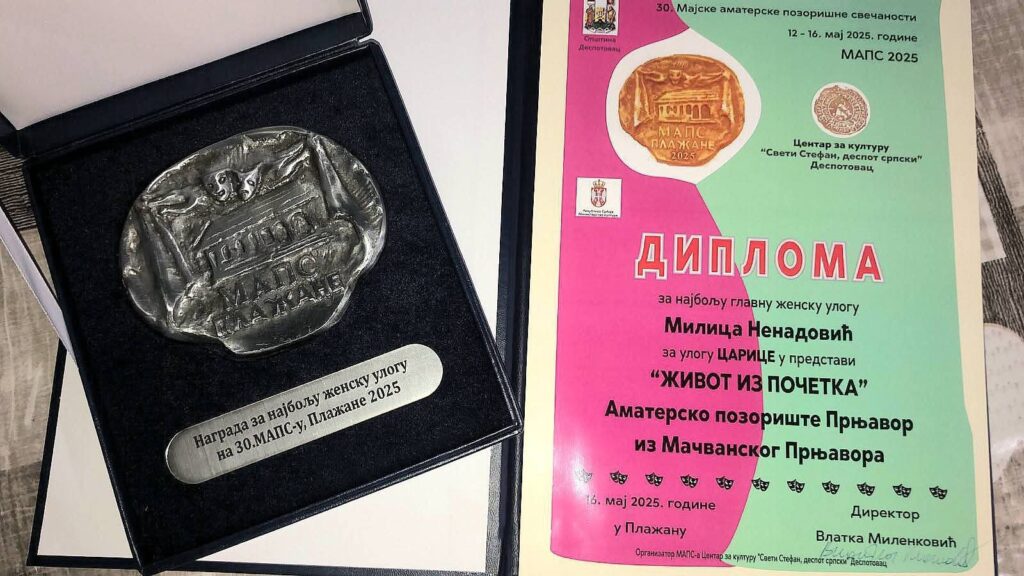 МАПС
ПЛАЖАНЕ
Награда за најбољу женску улогу
на 30.МАПС-у, Плажане 2025
Општина
Деспотовац
30. Мајске аматерске позоришне свечаности
12 - 16. мај 2025. године
МАПС 2025
МАПС
ПЛАЖАНЕ
2025
Центар за културу
"Свети Стефан, деспот српски"
Деспотовац
Република Србија
Министарство културе
ДИПЛОМА
за најбољу главну женску улогу
Милица Ненадовић
за улогу ЦАРИЦЕ у представи
"ЖИВОТ ИЗ ПОЧЕТКА"
Аматерско позориште Прњавор
из Мачванског Прњавора
16. мај 2025. године
у Плажану
Директор
Влатка Миленковић
Организатор МАПС-а Центар за културу "Свети Стефан, деспот српски" Деспотовац